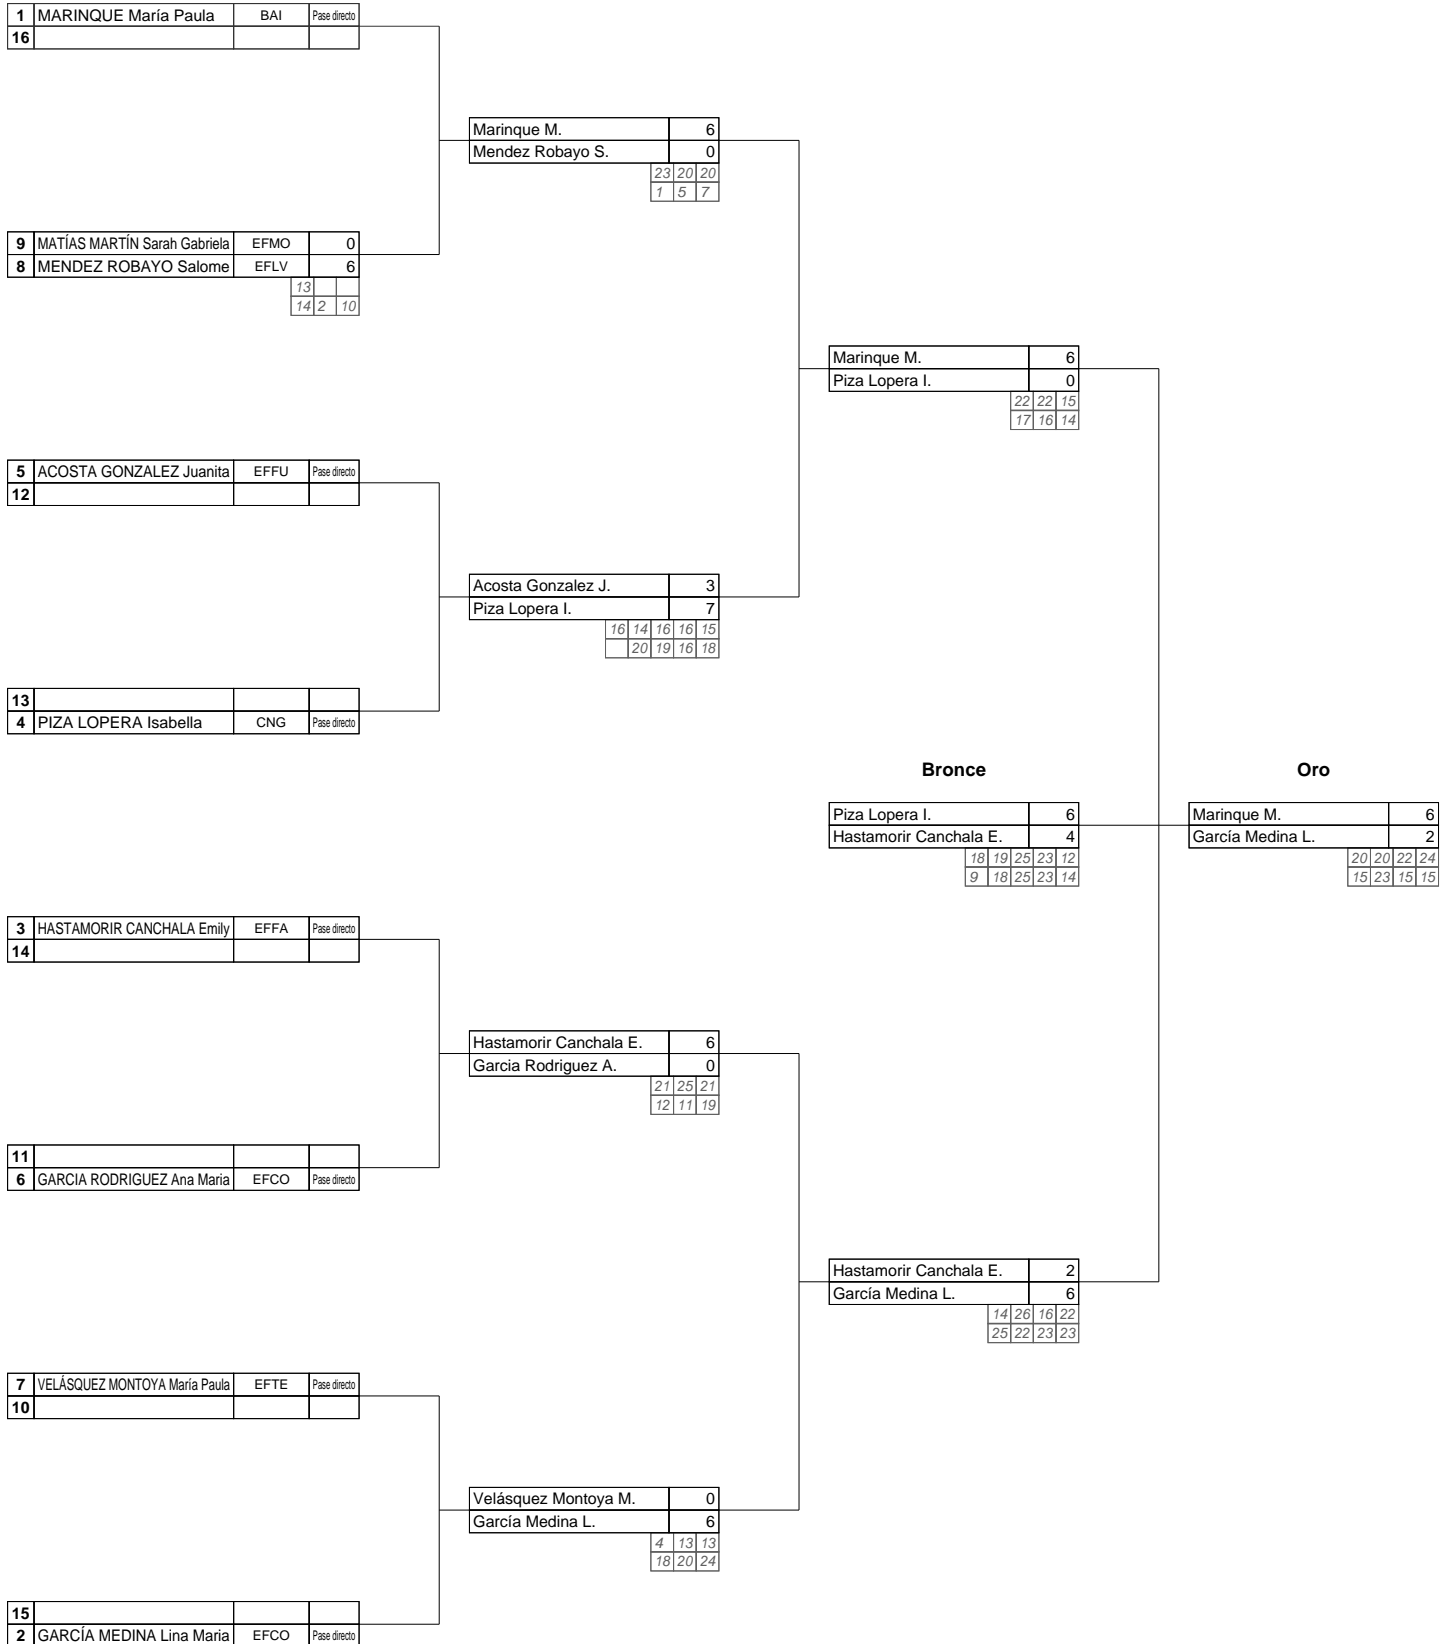 1 MARINQUE María Paula BAI Pase directo
16
Marinque M. 6
Mendez Robayo S. 0
23 20 20
1 5 7
9 MATÍAS MARTÍN Sarah Gabriela EFMO 0
8 MENDEZ ROBAYO Salome EFLV 6
13
14 2 10
Marinque M. 6
Piza Lopera I. 0
22 22 15
17 16 14
5 ACOSTA GONZALEZ Juanita EFFU Pase directo
12
Acosta Gonzalez J. 3
Piza Lopera I. 7
16 14 16 16 15
20 19 16 18
13
4 PIZA LOPERA Isabella CNG Pase directo
Bronce
Oro
Piza Lopera I. 6
Hastamorir Canchala E. 4
18 19 25 23 12
9 18 25 23 14
Marinque M. 6
García Medina L. 2
20 20 22 24
15 23 15 15
3 HASTAMORIR CANCHALA Emily EFFA Pase directo
14
Hastamorir Canchala E. 6
Garcia Rodriguez A. 0
21 25 21
12 11 19
11
6 GARCIA RODRIGUEZ Ana Maria EFCO Pase directo
Hastamorir Canchala E. 2
García Medina L. 6
14 26 16 22
25 22 23 23
7 VELÁSQUEZ MONTOYA María Paula EFTE Pase directo
10
Velásquez Montoya M. 0
García Medina L. 6
4 13 13
18 20 24
15
2 GARCÍA MEDINA Lina Maria EFCO Pase directo